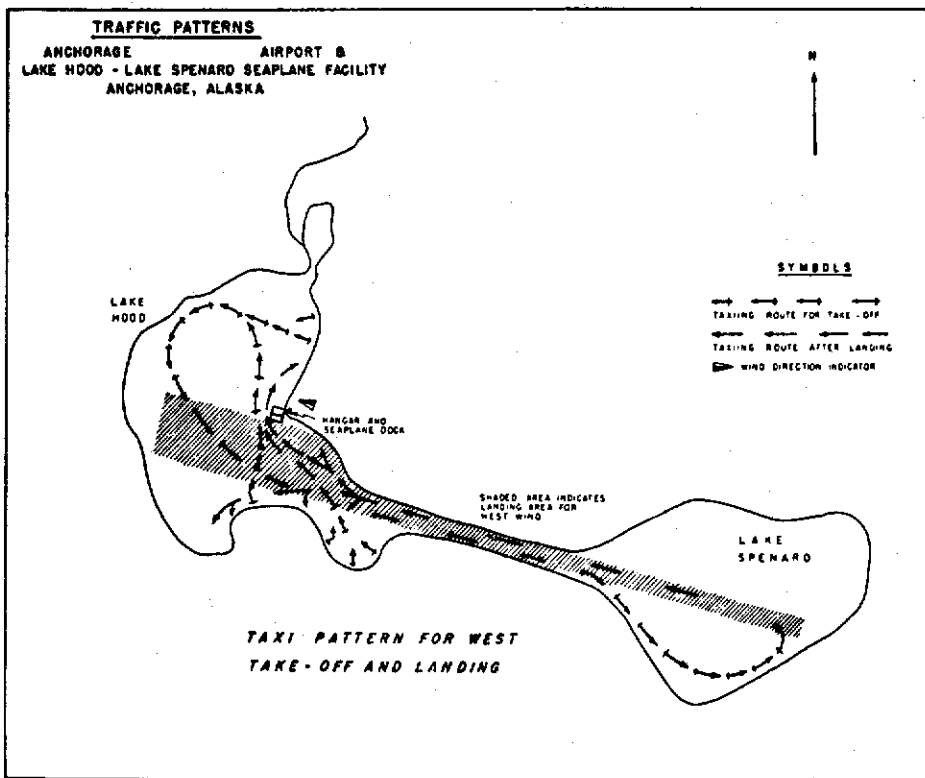 TRAFFIC PATTERNS
ANCHORAGE AIRPORT &
LAKE HOOD - LAKE SPENARD SEAPLANE FACILITY
ANCHORAGE, ALASKA
N
SYMBOLS
TAXIING ROUTE FOR TAKE-OFF
TAXIING ROUTE AFTER LANDING
WIND DIRECTION INDICATOR
LAKE
HOOD
HANGAR AND
SEAPLANE DOCK
SHADED AREA INDICATES
LANDING AREA FOR
WEST WIND
LAKE
SPENARD
TAXI PATTERN FOR WEST
TAKE-OFF AND LANDING